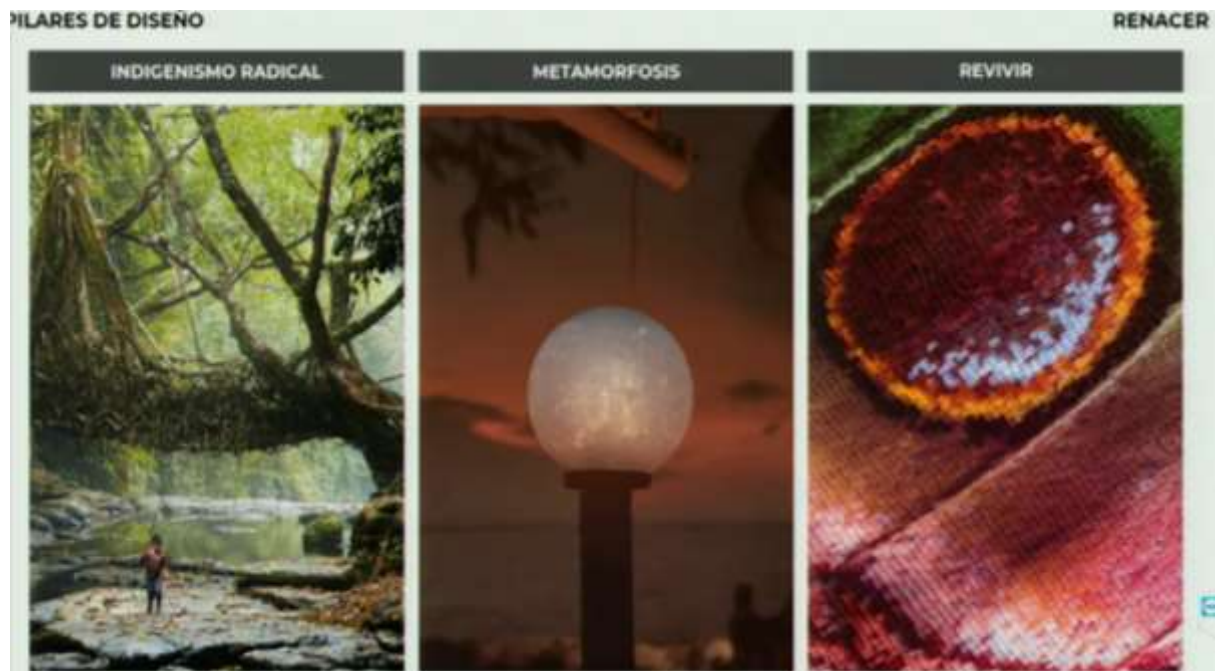 PILARES DE DISEÑO
RENACER
INDIGENISMO RADICAL
METAMORFOSIS
REVIVIR